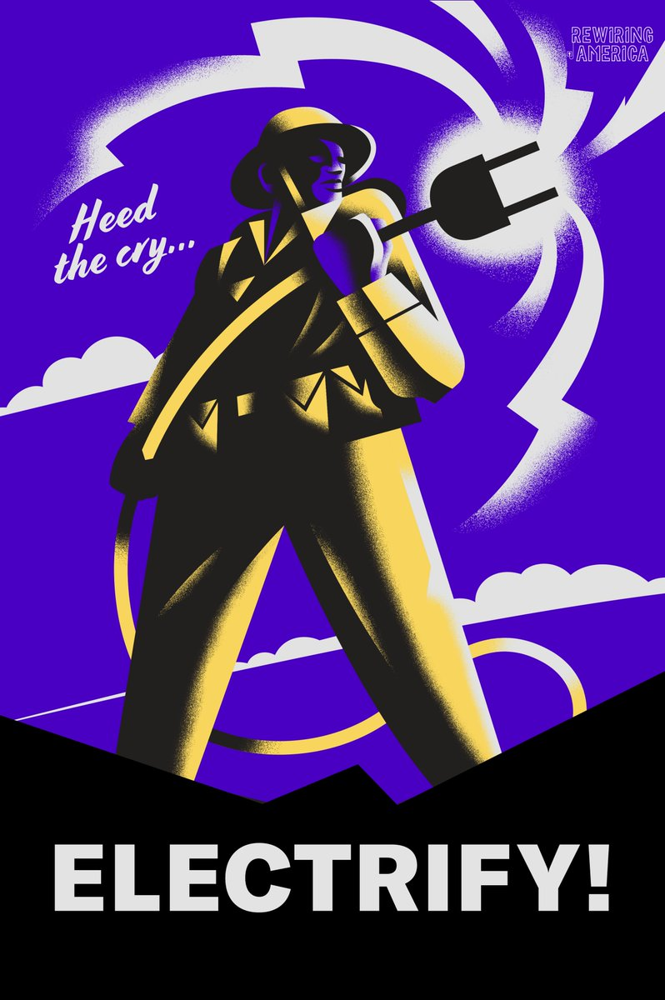 REWIRING
AMERICA
Heed
the cry...
ELECTRIFY!